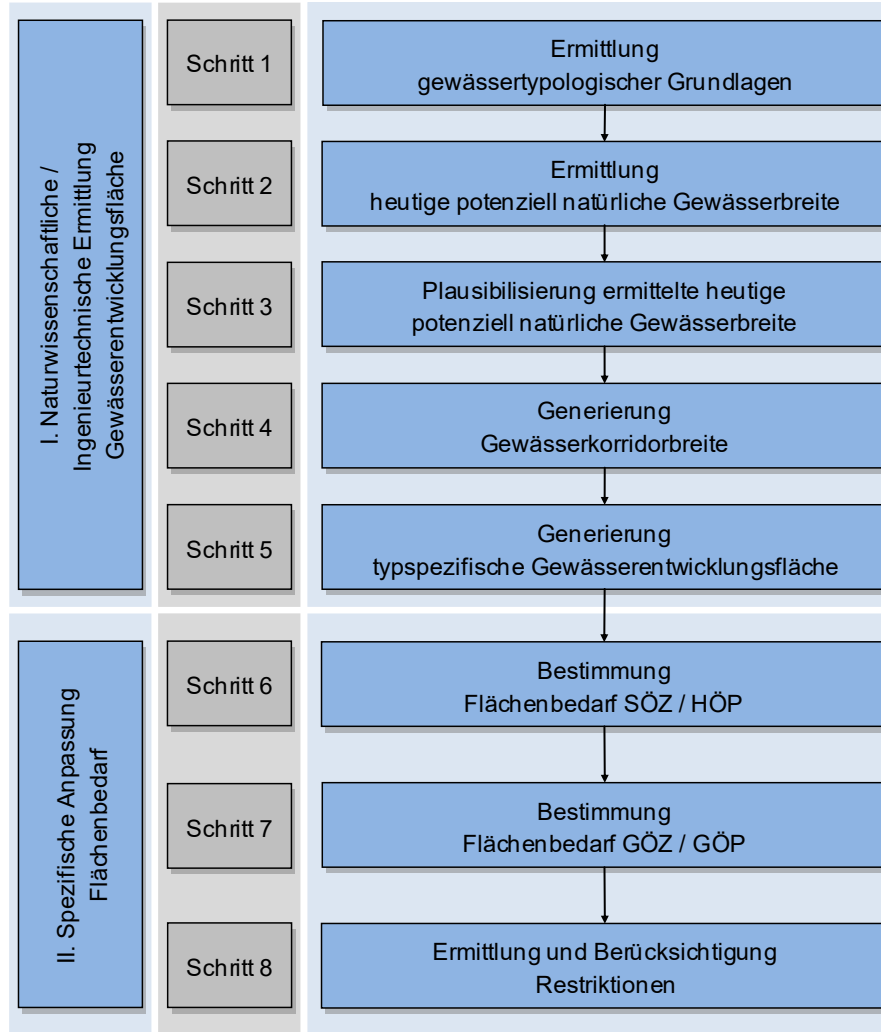 I. Naturwissenschaftliche /
Ingenieurtechnische Ermittlung
Gewässerentwicklungsfläche
Schritt 1
Ermittlung
gewässertypologischer Grundlagen
Schritt 2
Ermittlung
heutige potenziell natürliche Gewässerbreite
Schritt 3
Plausibilisierung ermittelte heutige
potenziell natürliche Gewässerbreite
Schritt 4
Generierung
Gewässerkorridorbreite
Schritt 5
Generierung
typspezifische Gewässerentwicklungsfläche
II. Spezifische Anpassung
Flächenbedarf
Schritt 6
Bestimmung
Flächenbedarf SÖZ / HÖP
Schritt 7
Bestimmung
Flächenbedarf GÖZ / GÖP
Schritt 8
Ermittlung und Berücksichtigung
Restriktionen